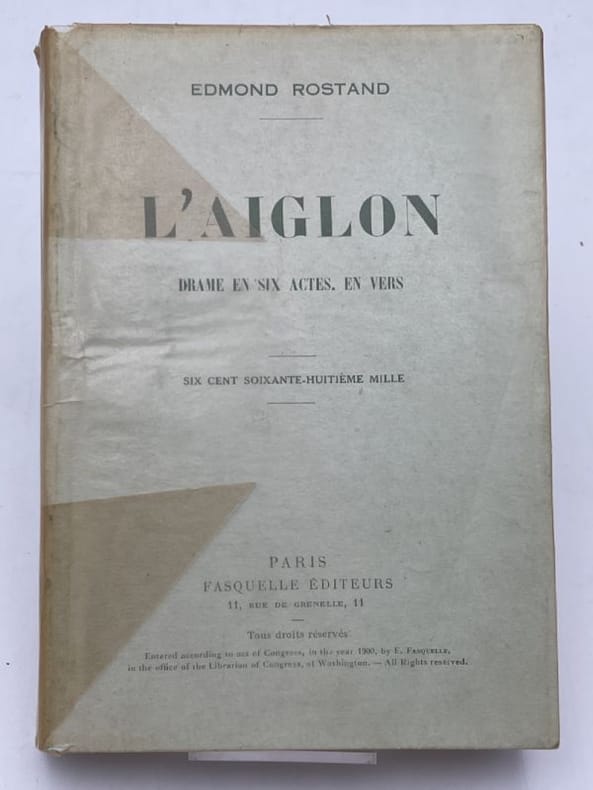 EDMOND ROSTAND
L'AIGLON
DRAME EN SIX ACTES, EN VERS
SIX CENT SOIXANTE-HUITIÈME MILLE
PARIS
FASQUELLE ÉDITEURS
11, RUE DE GRENELLE, 11
Tous droits réservés
Entered according to act of Congress, in the year 1900, by E. FASQUELLE,
in the office of the Librarian of Congress, at Washington. — All Rights reserved.